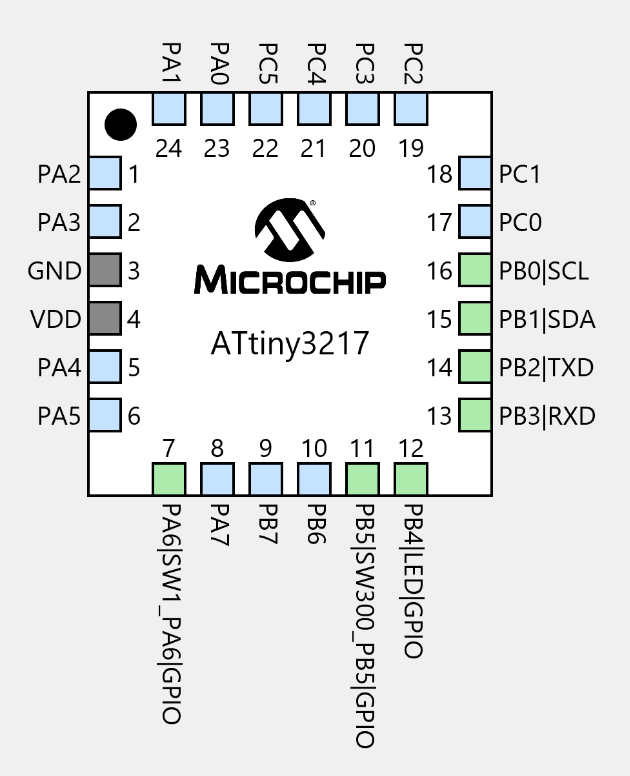 PA1
PA0
PC5
PC4
PC3
PC2
24
23
22
21
20
19
PA2 1
18 PC1
PA3 2
17 PC0
GND 3
16 PB0|SCL
VDD 4
15 PB1|SDA
PA4 5
14 PB2|TXD
PA5 6
13 PB3|RXD
®
MICROCHIP
ATtiny3217
7
8
9
10
11
12
PA6|SW1_PA6|GPIO
PA7
PB7
PB6
PB5|SW300_PB5|GPIO
PB4|LED|GPIO